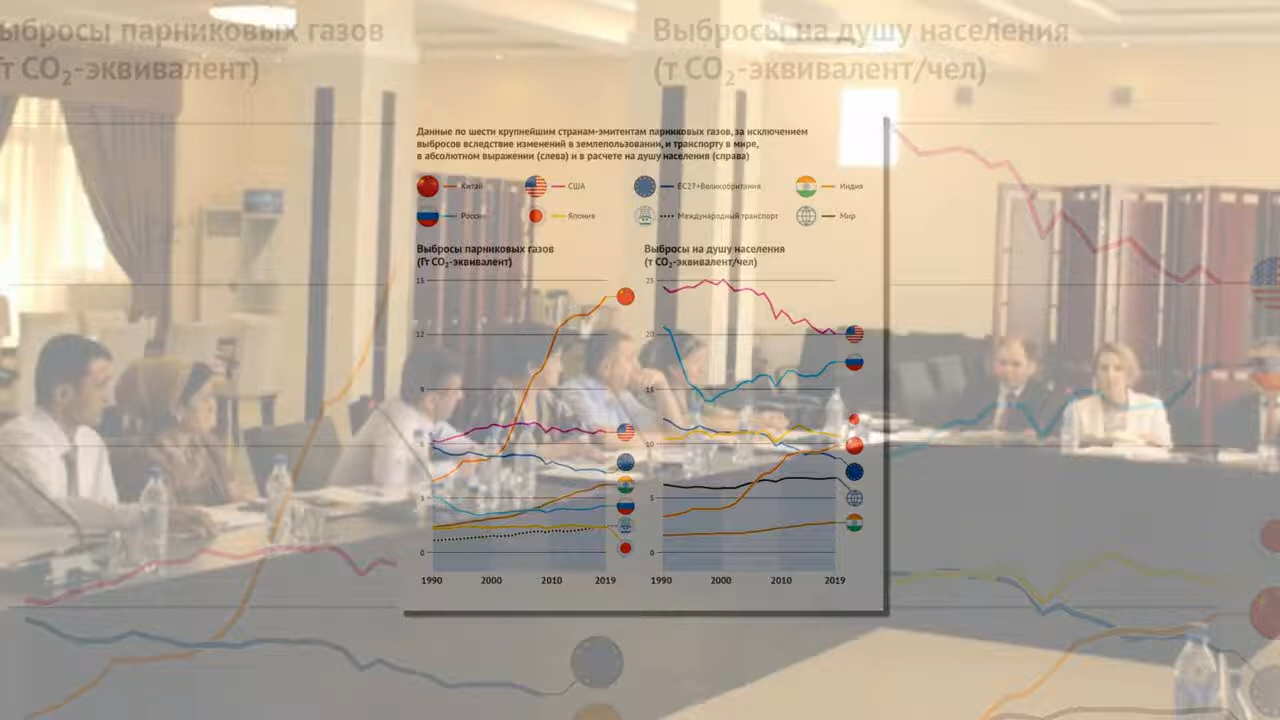 ыбросы парниковых газов
т CO₂-эквивалент)
Выбросы на душу населения
(т CO₂-эквивалент/чел)
Данные по шести крупнейшим странам-эмитентам парниковых газов, за исключением
выбросов вследствие изменений в землепользовании, и транспорту в мире,
в абсолютном выражении (слева) и в расчете на душу населения (справа)
Китай США ЕС27+Великобритания Индия
Россия Япония Международный транспорт Мир
Выбросы парниковых газов
(Гт CO₂-эквивалент)
15
12
9
6
3
0
1990 2000 2010 2019
Выбросы на душу населения
(т CO₂-эквивалент/чел)
25
20
15
10
5
0
1990 2000 2010 2019